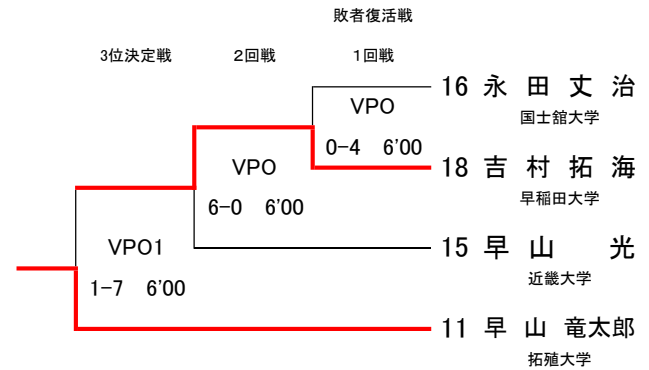 敗者復活戦
3位決定戦 2回戦 1回戦
16 永田丈治
国士舘大学
VPO
0-4 6'00
18 吉村拓海
早稲田大学
VPO
6-0 6'00
15 早山 光
近畿大学
VPO1
1-7 6'00
11 早山竜太郎
拓殖大学